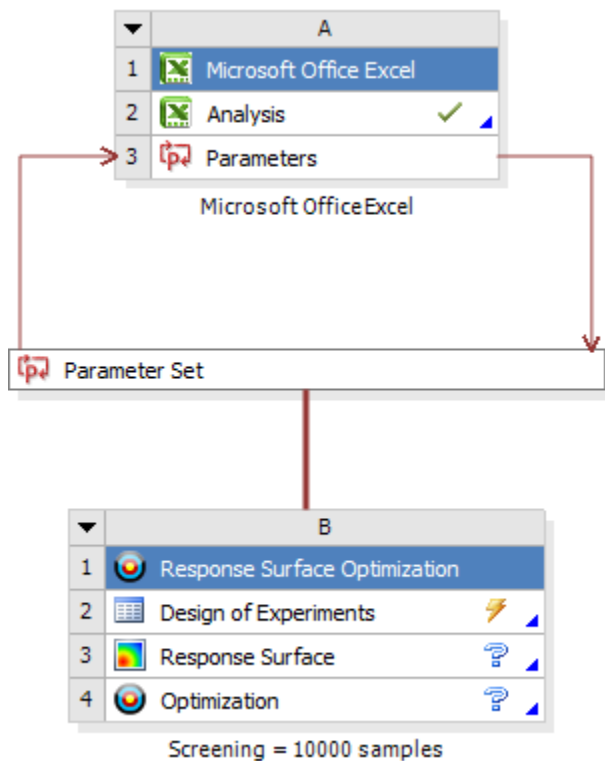 A
1 Microsoft Office Excel
2 Analysis
3 Parameters
Microsoft Office Excel
Parameter Set
B
1 Response Surface Optimization
2 Design of Experiments
3 Response Surface
4 Optimization
Screening = 10000 samples